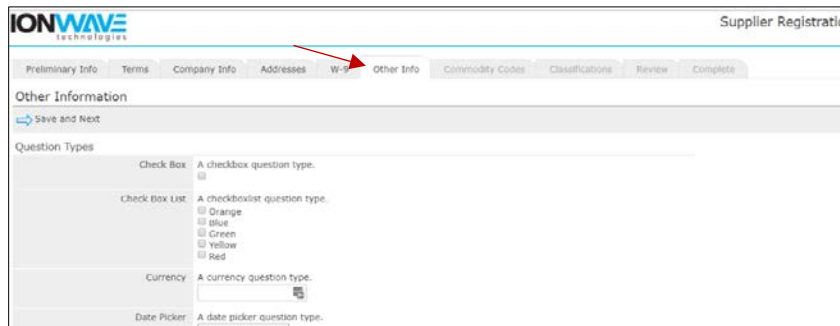 IONWAVE
technologies
Supplier Registratio
Preliminary Info Terms Company Info Addresses W-9 Other Info Commodity Codes Classifications Review Complete
Other Information
Save and Next
Question Types
Check Box A checkbox question type.
Check Box List A checkboxlist question type.
Orange
Blue
Green
Yellow
Red
Currency A currency question type.
Date Picker A date picker question type.